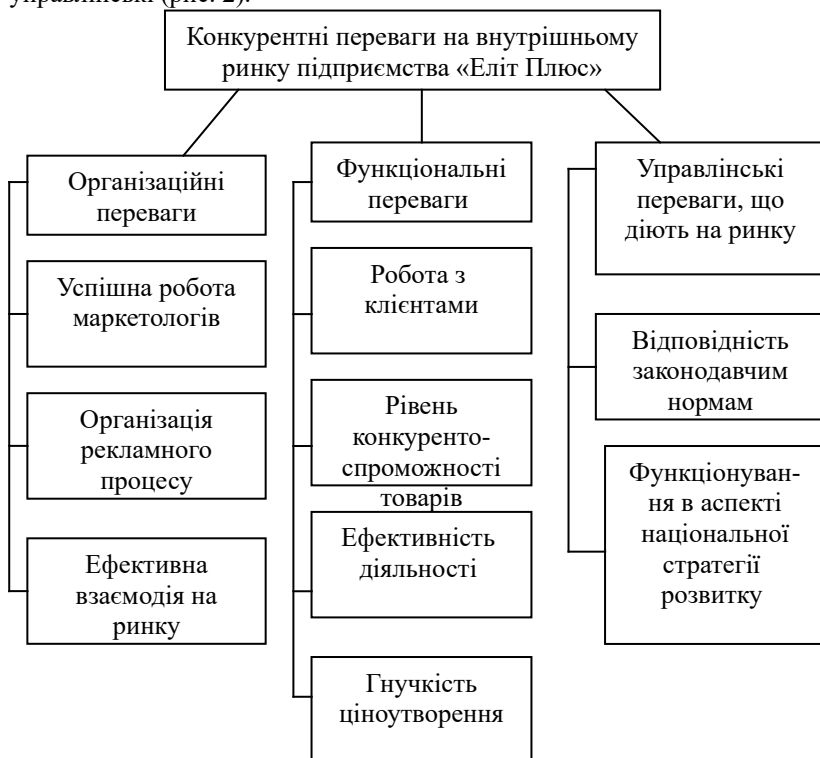 управлінські (рис. 2).
Конкурентні переваги на внутрішньому
ринку підприємства «Еліт Плюс»
Організаційні
переваги
Успішна робота
маркетологів
Організація
рекламного
процесу
Ефективна
взаємодія на
ринку
Функціональні
переваги
Робота з
клієнтами
Рівень
конкуренто-
спроможності
товарів
Ефективність
діяльності
Гнучкість
ціноутворення
Управлінські
переваги, що
діють на ринку
Відповідність
законодавчим
нормам
Функціонуван-
ня в аспекті
національної
стратегії
розвитку